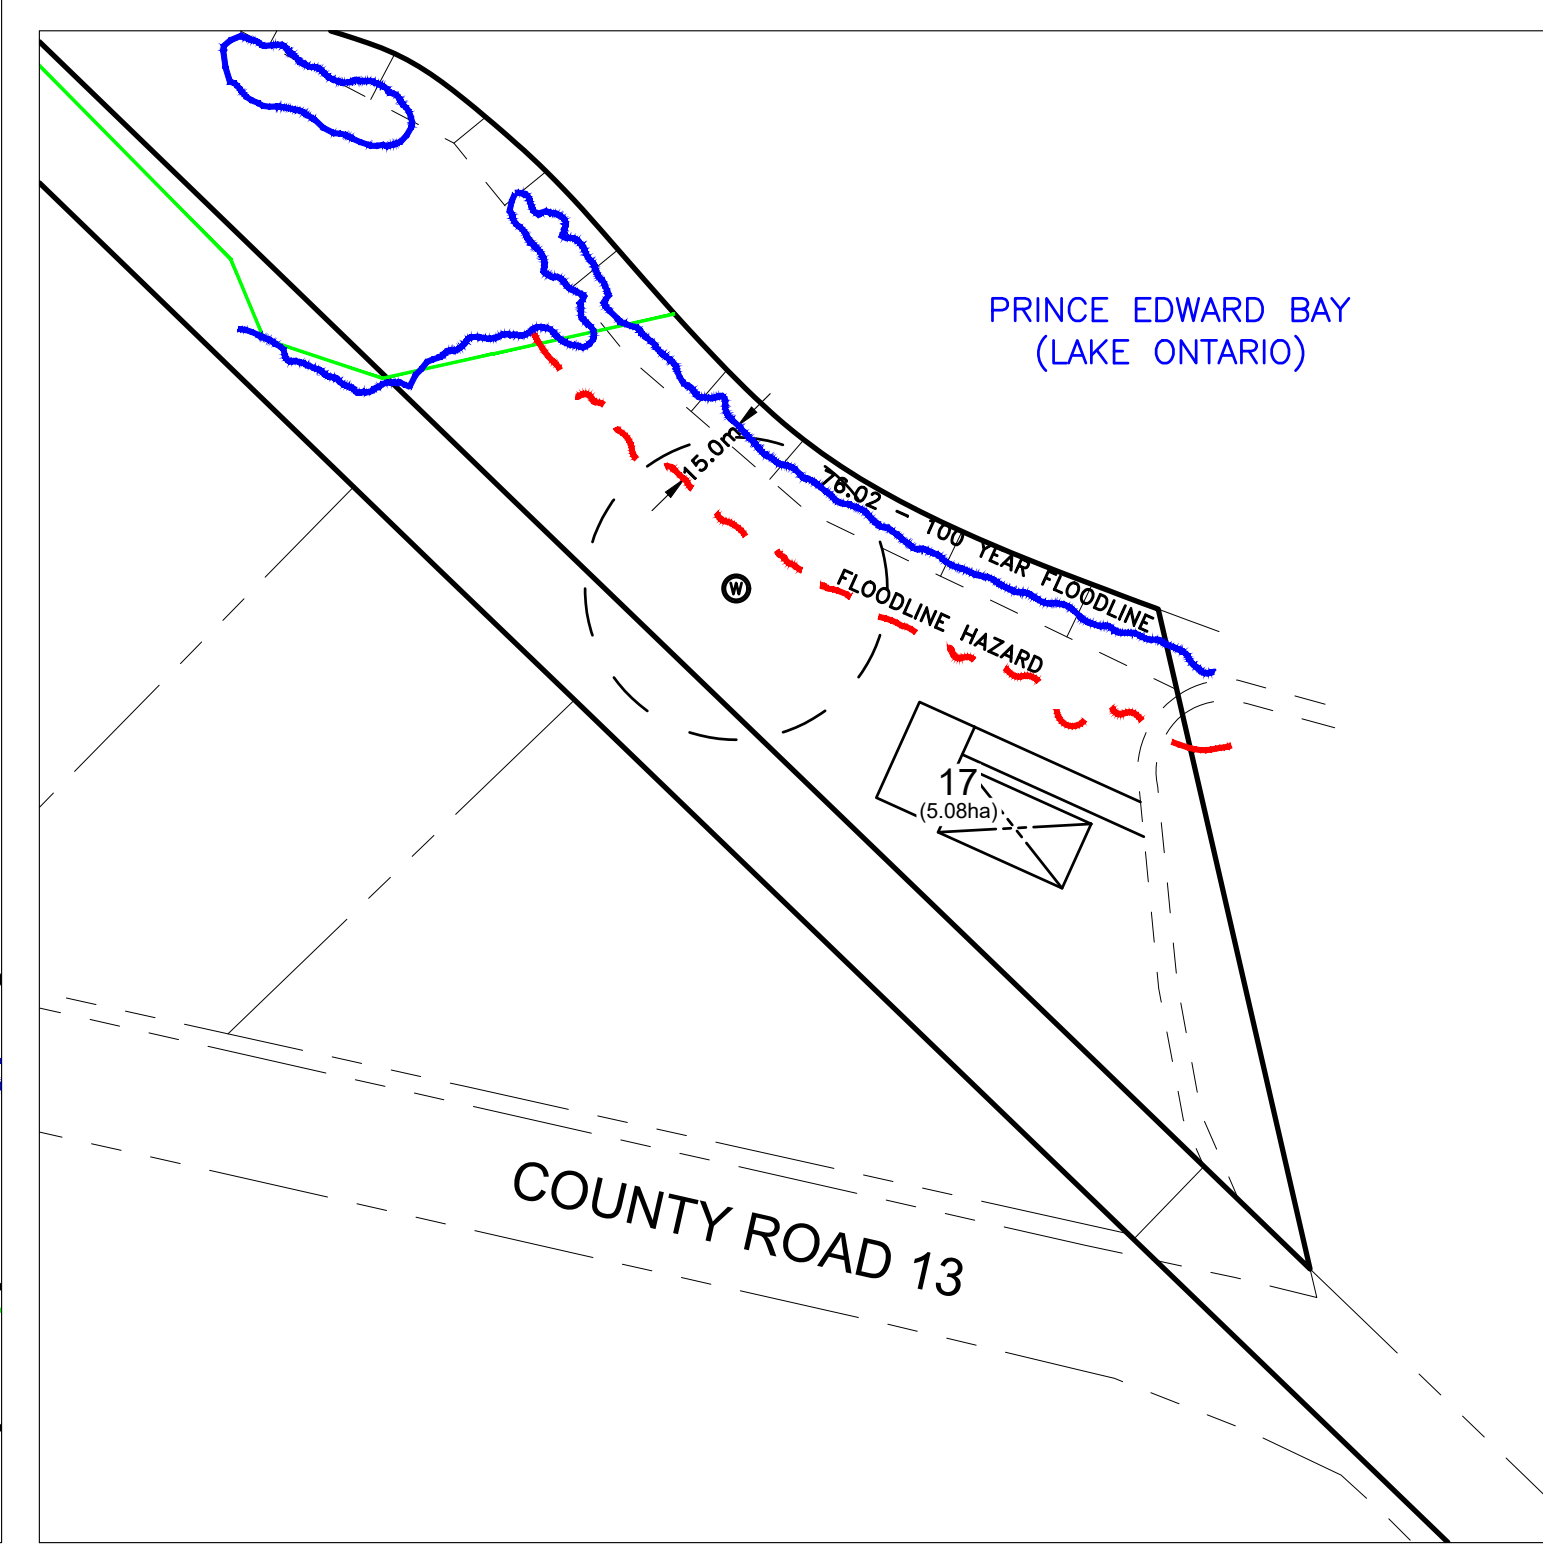 PRINCE EDWARD BAY
(LAKE ONTARIO)
15.0m
76.02 - 100 YEAR FLOODLINE
FLOODLINE HAZARD
W
17
(5.08ha)
COUNTY ROAD 13